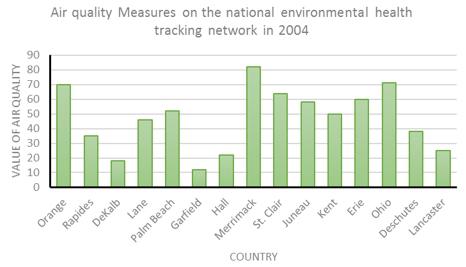 Air quality Measures on the national environmental health
tracking network in 2004
VALUE OF AIR QUALITY
90
80
70
60
50
40
30
20
10
0
Orange
Rapides
DeKalb
Lane
Palm Beach
Garfield
Hall
Merrimack
St. Clair
Juneau
Kent
Erie
Ohio
Deschutes
Lancaster
COUNTRY